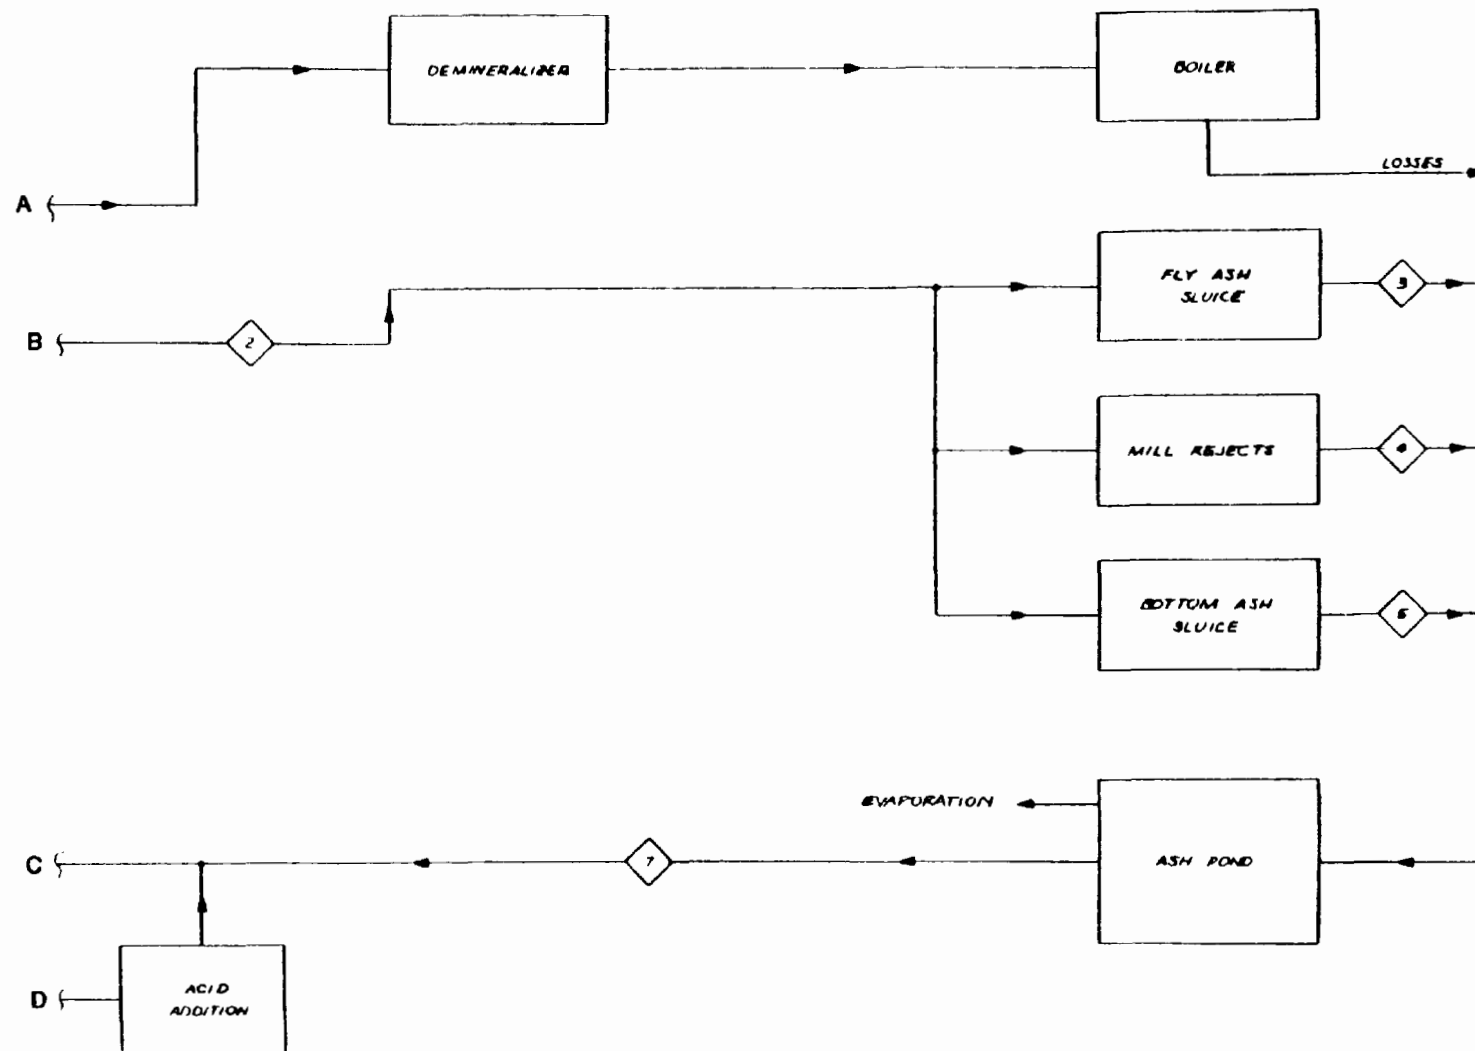 DEMINERALIZER
BOILER
LOSSES
A
FLY ASH
SLUICE
3
B
2
MILL REJECTS
4
BOTTOM ASH
SLUICE
5
EVAPORATION
C
7
ASH POND
D
ACID
ADDITION